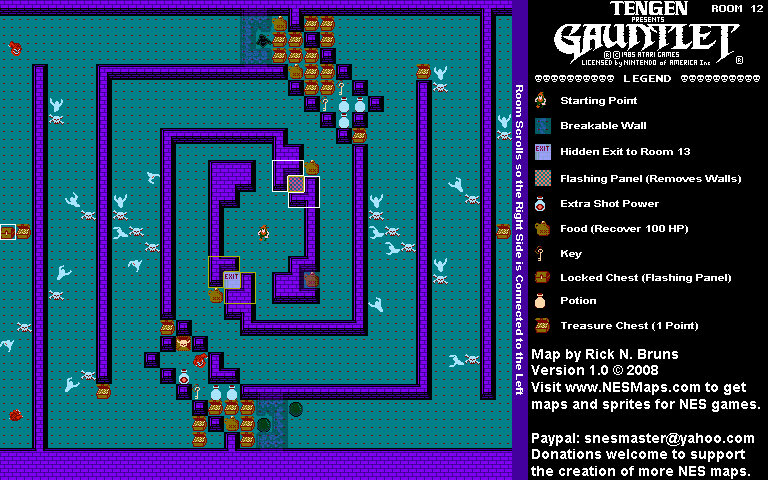 TENGEN
PRESENTS
ROOM 12
GAUNTLET
® © 1985 ATARI GAMES
LICENSED by NINTENDO OF AMERICA Inc
®
LEGEND
Starting Point
Breakable Wall
EXIT
Hidden Exit to Room 13
Flashing Panel (Removes Walls)
Extra Shot Power
Food (Recover 100 HP)
Key
Locked Chest (Flashing Panel)
Potion
Treasure Chest (1 Point)
Map by Rick N. Bruns
Version 1.0 © 2008
Visit www.NESMaps.com to get
maps and sprites for NES games.
Paypal: snesmaster@yahoo.com
Donations welcome to support
the creation of more NES maps.
Room Scrolls so the Right Side is Connected to the Left
EXIT